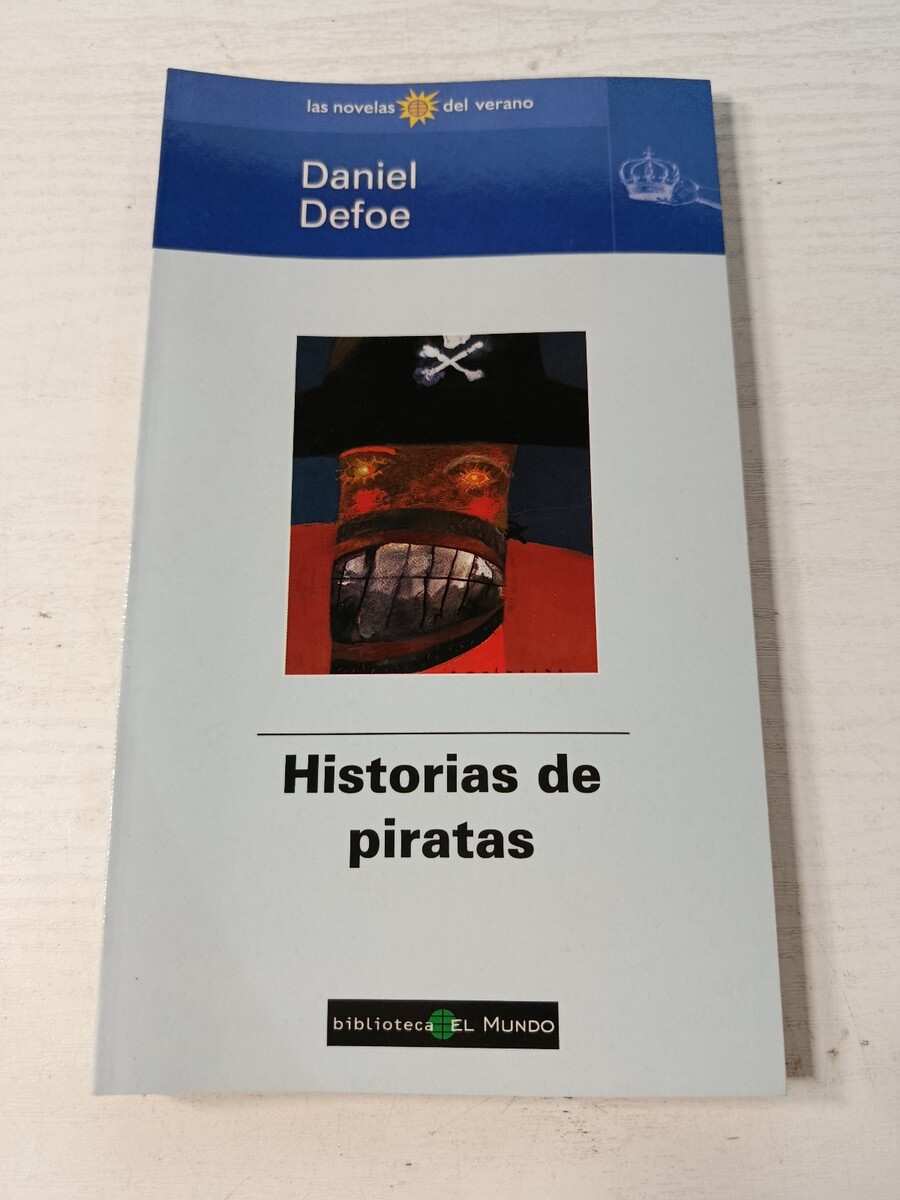 las novelas del verano
Daniel
Defoe
Historias de
piratas
biblioteca EL MUNDO